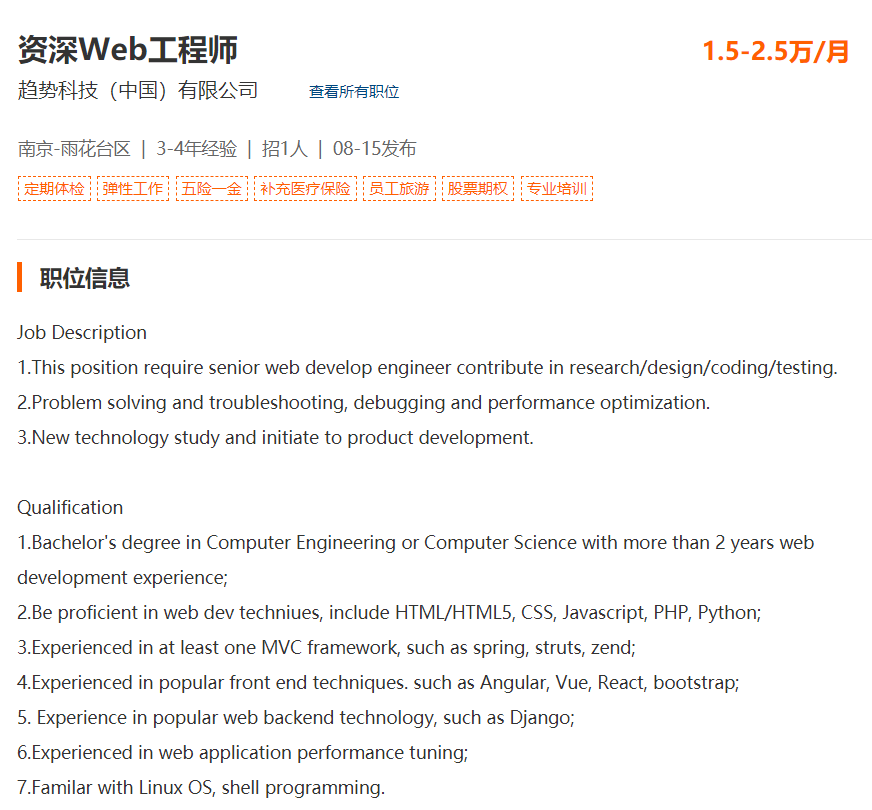 资深Web工程师
1.5-2.5万/月
趋势科技（中国）有限公司 查看所有职位
南京-雨花台区 | 3-4年经验 | 招1人 | 08-15发布
定期体检 弹性工作 五险一金 补充医疗保险 员工旅游 股票期权 专业培训
职位信息
Job Description
1.This position require senior web develop engineer contribute in research/design/coding/testing.
2.Problem solving and troubleshooting, debugging and performance optimization.
3.New technology study and initiate to product development.
Qualification
1.Bachelor's degree in Computer Engineering or Computer Science with more than 2 years web
development experience;
2.Be proficient in web dev techniues, include HTML/HTML5, CSS, Javascript, PHP, Python;
3.Experienced in at least one MVC framework, such as spring, struts, zend;
4.Experienced in popular front end techniques. such as Angular, Vue, React, bootstrap;
5. Experience in popular web backend technology, such as Django;
6.Experienced in web application performance tuning;
7.Familar with Linux OS, shell programming.